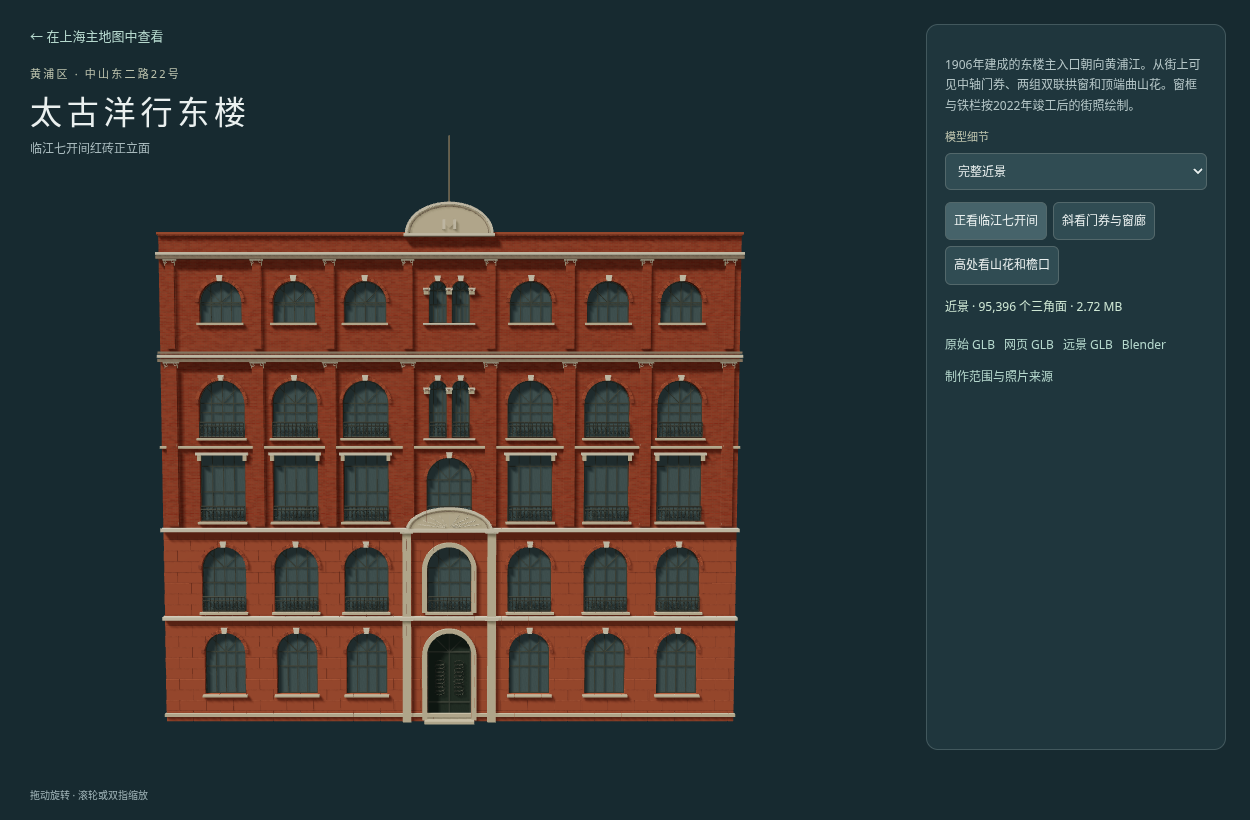 ← 在上海主地图中查看
黄浦区 · 中山东二路22号
太古洋行东楼
临江七开间红砖正立面
1906年建成的东楼主入口朝向黄浦江。从街上可
见中轴门券、两组双联拱窗和顶端曲山花。窗框
与铁栏按2022年竣工后的街照绘制。
模型细节
完整近景
正看临江七开间
斜看门券与窗廊
高处看山花和檐口
近景 · 95,396 个三角面 · 2.72 MB
原始 GLB 网页 GLB 远景 GLB Blender
制作范围与照片来源
拖动旋转 · 滚轮或双指缩放